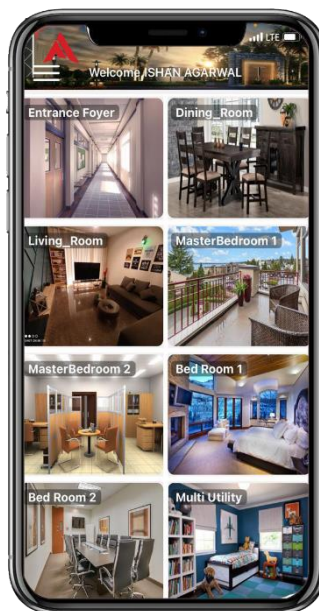 LTE
Welcome ISHAN AGARWAL
Entrance Foyer
Dining_Room
Living_Room
MasterBedroom 1
MasterBedroom 2
Bed Room 1
Bed Room 2
Multi Utility